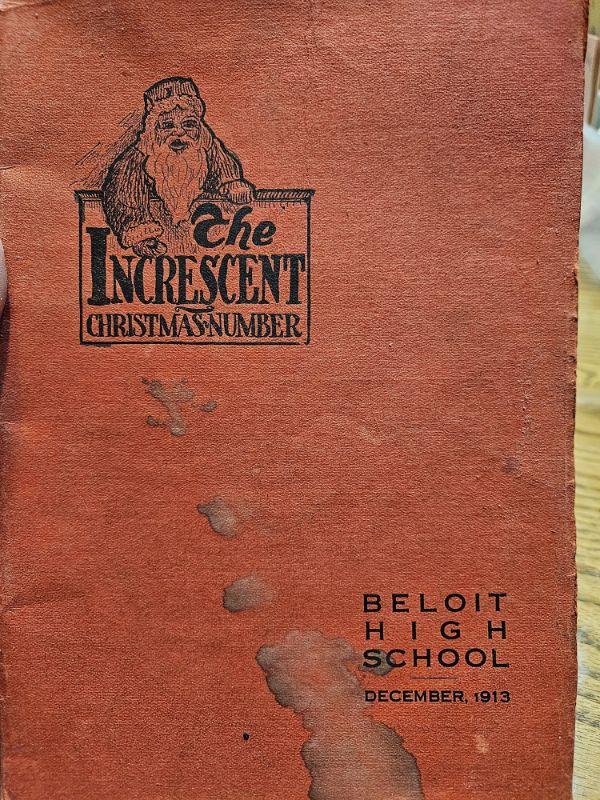 The
INCRESCENT
CHRISTMAS·NUMBER
BELOIT
HIGH
SCHOOL
DECEMBER, 1913